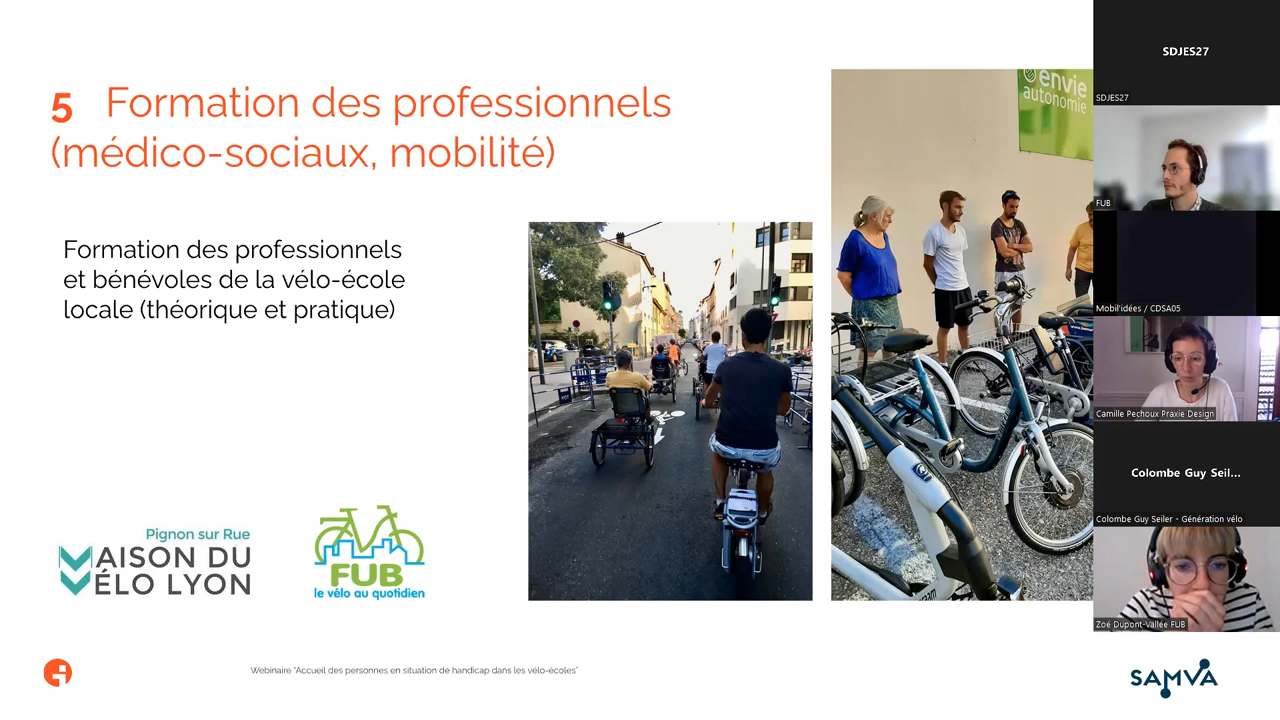 5 Formation des professionnels
(médico-sociaux, mobilité)
Formation des professionnels
et bénévoles de la vélo-école
locale (théorique et pratique)
Pignon sur Rue
MAISON DU
VÉLO LYON
FUB
le vélo au quotidien
envie
autonomie
Webinaire "Accueil des personnes en situation de handicap dans les vélo-écoles"
SAMVA
SDJES27
SDJES27
FUB
Mobil'idées / CDSA05
Camille Pechoux Praxie Design
Colombe Guy Seil...
Colombe Guy Seiler - Génération vélo
Zoé Dupont-Vallée FUB